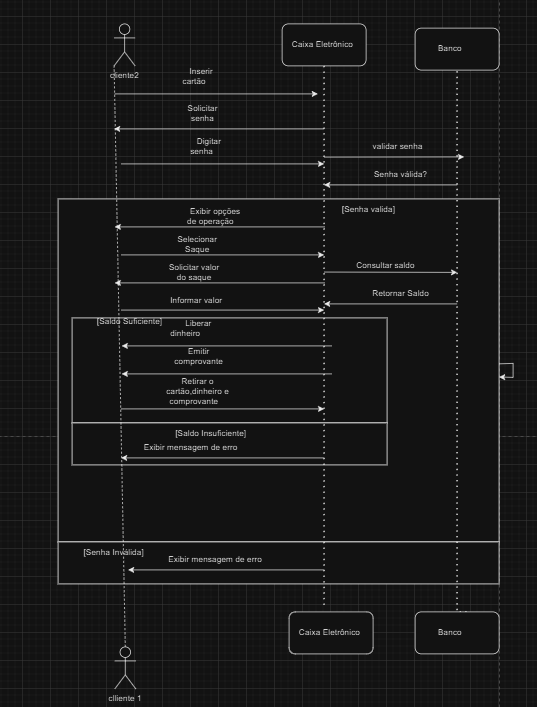 Caixa Eletrônico
Banco
cliente2
Inserir
cartão
Solicitar
senha
Digitar
senha
validar senha
Senha válida?
[Senha valida]
Exibir opções
de operação
Selecionar
Saque
Solicitar valor
do saque
Consultar saldo
Informar valor
Retornar Saldo
[Saldo Suficiente]
Liberar
dinheiro
Emitir
comprovante
Retirar o
cartão,dinheiro e
comprovante
[Saldo Insuficiente]
Exibir mensagem de erro
[Senha Inválida]
Exibir mensagem de erro
Caixa Eletrônico
Banco
clliente 1